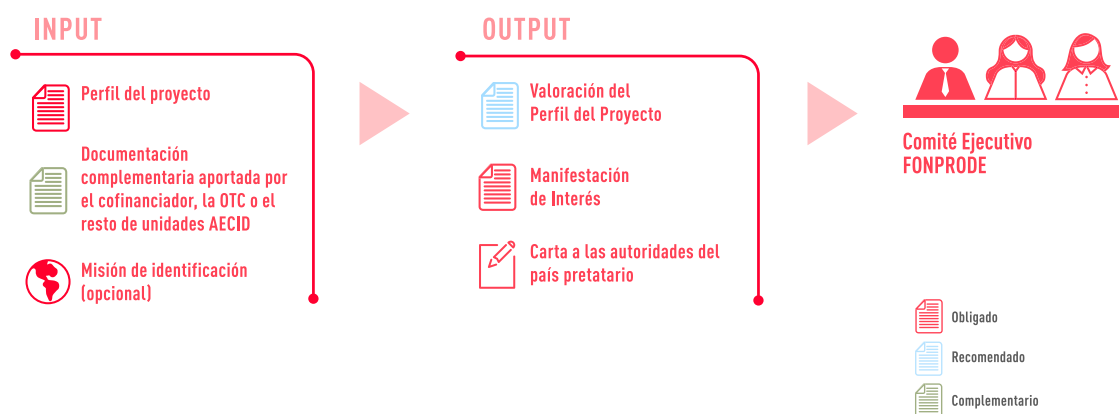 INPUT
Perfil del proyecto
Documentación
complementaria aportada por
el cofinanciador, la OTC o el
resto de unidades AECID
Misión de identificación
(opcional)
OUTPUT
Valoración del
Perfil del Proyecto
Manifestación
de Interés
Carta a las autoridades del
país pretatario
Comité Ejecutivo
FONPRODE
Obligado
Recomendado
Complementario